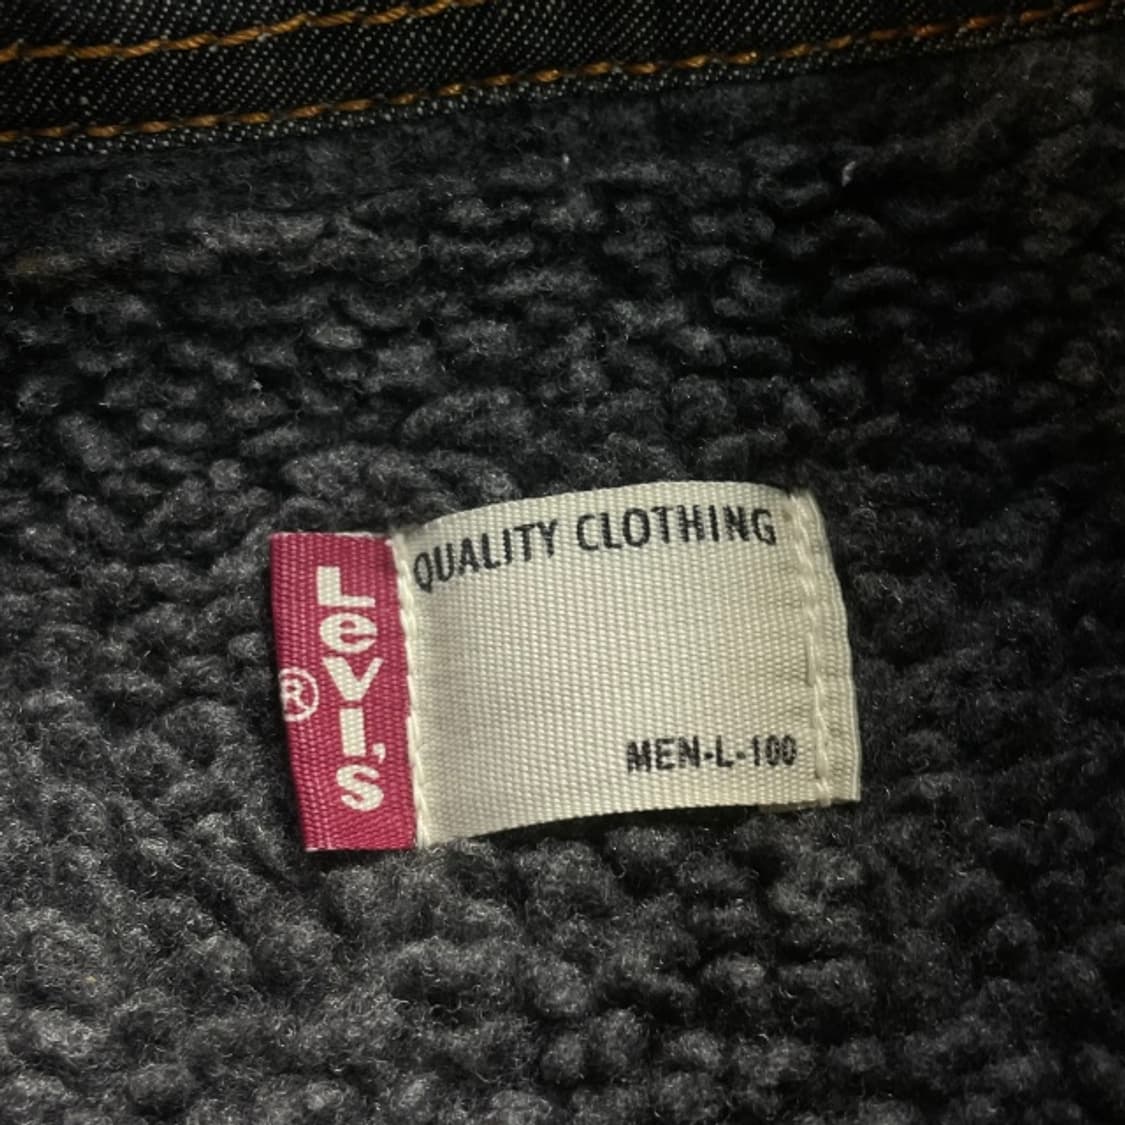 LEVI'S
®
QUALITY CLOTHING
MEN-L-100